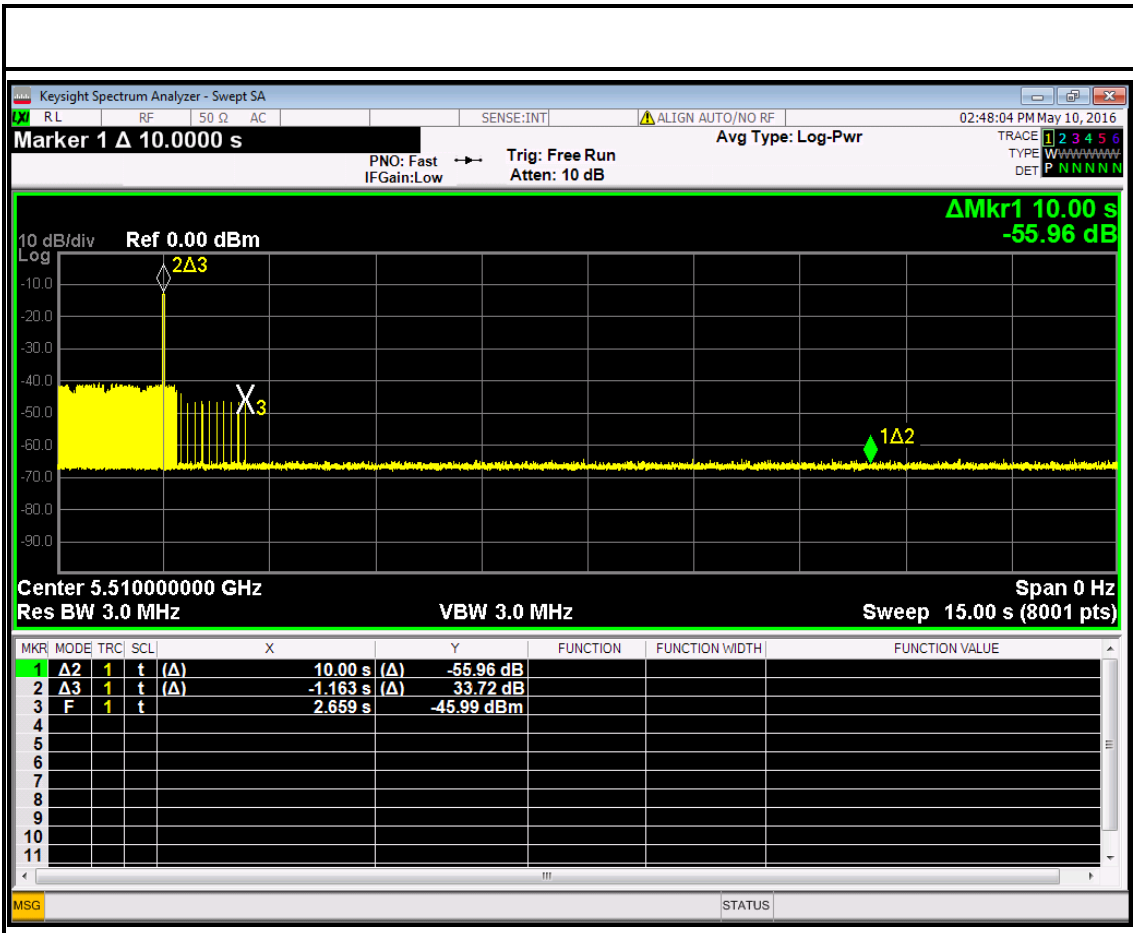 Keysight Spectrum Analyzer - Swept SA
LXI RL RF 50 Ω AC SENSE:INT ALIGN AUTO/NO RF 02:48:04 PM May 10, 2016
Marker 1 Δ 10.0000 s
PNO: Fast
IFGain:Low
Trig: Free Run
Atten: 10 dB
Avg Type: Log-Pwr
TRACE 1 2 3 4 5 6
TYPE WWWWWW
DET P N N N N N
ΔMkr1 10.00 s
-55.96 dB
10 dB/div Ref 0.00 dBm
Log
2Δ3
-10.0
-20.0
-30.0
-40.0
X3
-50.0
1Δ2
-60.0
-70.0
-80.0
-90.0
Center 5.510000000 GHz Span 0 Hz
Res BW 3.0 MHz VBW 3.0 MHz Sweep 15.00 s (8001 pts)
MKR MODE TRC SCL X Y FUNCTION FUNCTION WIDTH FUNCTION VALUE
1 Δ2 1 t (Δ) 10.00 s (Δ) -55.96 dB
2 Δ3 1 t (Δ) -1.163 s (Δ) 33.72 dB
3 F 1 t 2.659 s -45.99 dBm
4
5
6
7
8
9
10
11
MSG STATUS